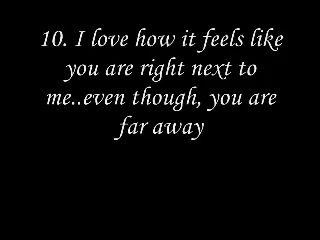 10. I love how it feels like
you are right next to
me..even though, you are
far away